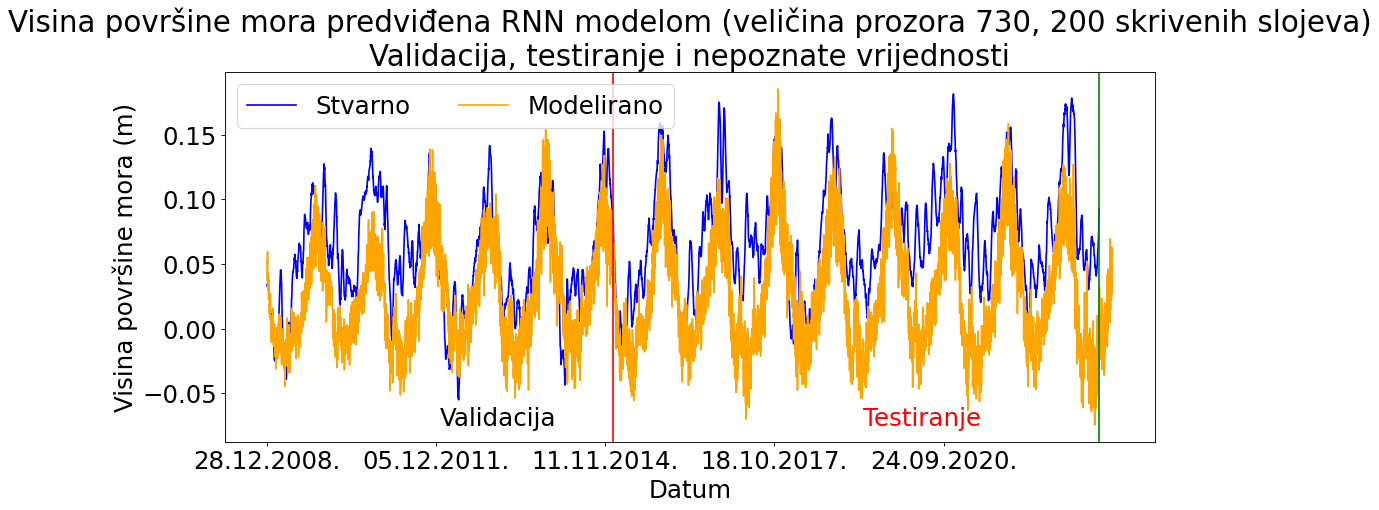 Visina površine mora predviđena RNN modelom (veličina prozora 730, 200 skrivenih slojeva)
Validacija, testiranje i nepoznate vrijednosti
Stvarno Modelirano
Visina površine mora (m)
0.15
0.10
0.05
0.00
−0.05
Validacija Testiranje
28.12.2008. 05.12.2011. 11.11.2014. 18.10.2017. 24.09.2020.
Datum